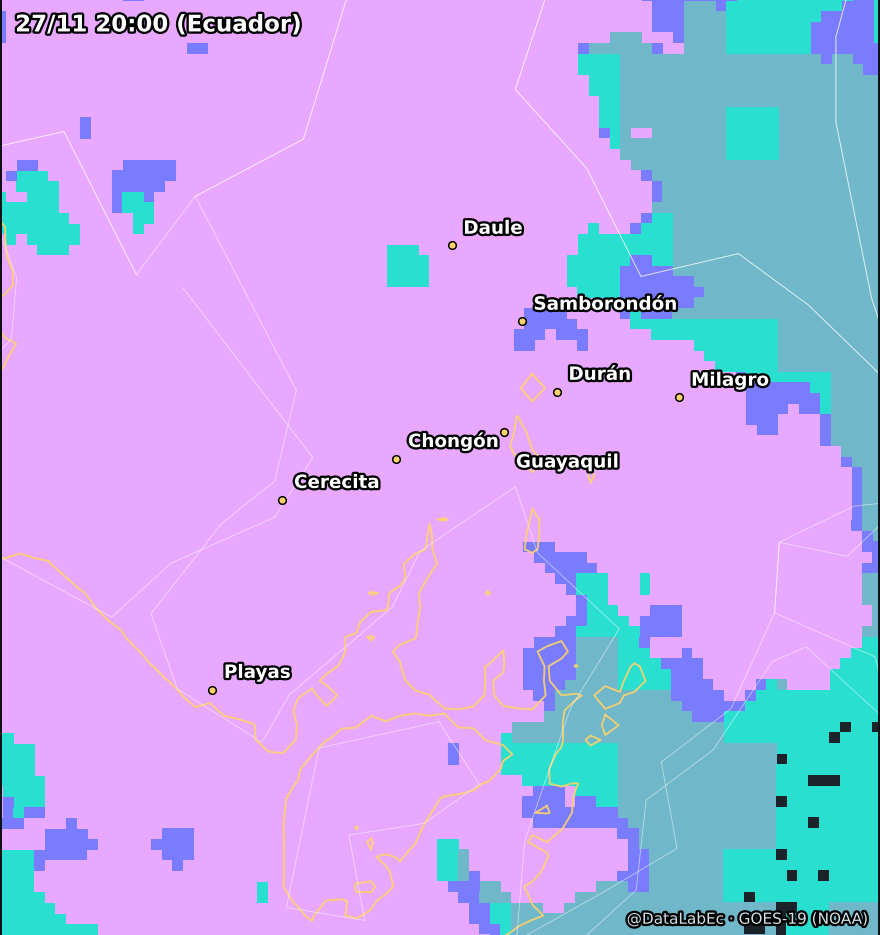 27/11 20:00 (Ecuador)
Daule
Samborondón
Durán
Milagro
Chongón
Guayaquil
Cerecita
Playas
@DataLabEc · GOES-19 (NOAA)